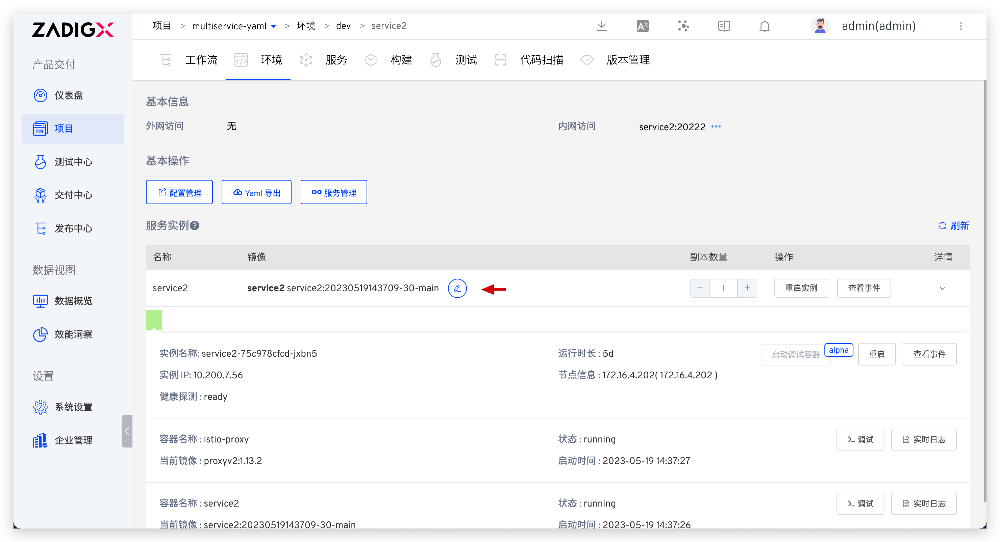 ZADIGX
项目 > multiservice-yaml > 环境 > dev > service2
admin(admin)
工作流 环境 服务 构建 测试 代码扫描 版本管理
产品交付
仪表盘
PM 项目
测试中心
交付中心
发布中心
数据视图
数据概览
效能洞察
设置
系统设置
企业管理
基本信息
外网访问 无 内网访问 service2:20222
基本操作
配置管理 Yaml 导出 服务管理
服务实例 刷新
名称 镜像 副本数量 操作 详情
service2 service2 service2:20230519143709-30-main 1 重启实例 查看事件
实例名称: service2-75c978cfcd-jxbn5 运行时长 : 5d 启动调试容器 alpha 重启 查看事件
实例 IP: 10.200.7.56 节点信息 : 172.16.4.202( 172.16.4.202 )
健康探测 : ready
容器名称 : istio-proxy 状态 : running 调试 实时日志
当前镜像 : proxyv2:1.13.2 启动时间 : 2023-05-19 14:37:27
容器名称 : service2 状态 : running 调试 实时日志
当前镜像 : service2:20230519143709-30-main 启动时间 : 2023-05-19 14:37:26